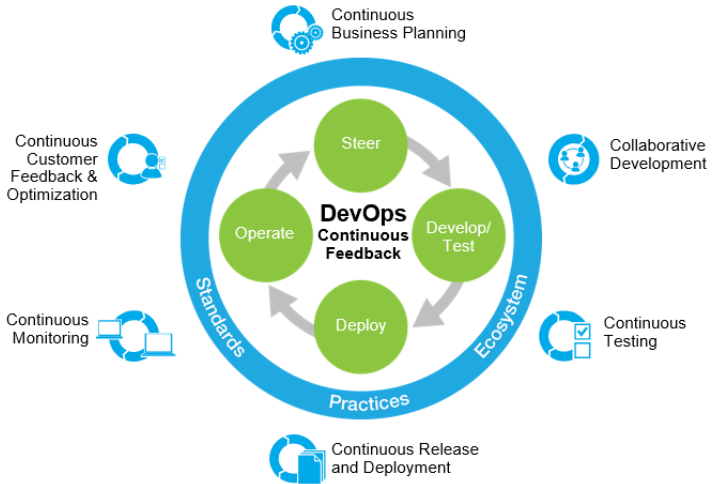 Continuous
Business Planning
Continuous
Customer
Feedback &
Optimization
Collaborative
Development
Steer
Operate
DevOps
Continuous
Feedback
Develop/
Test
Deploy
Standards
Practices
Ecosystem
Continuous
Monitoring
Continuous
Testing
Continuous Release
and Deployment